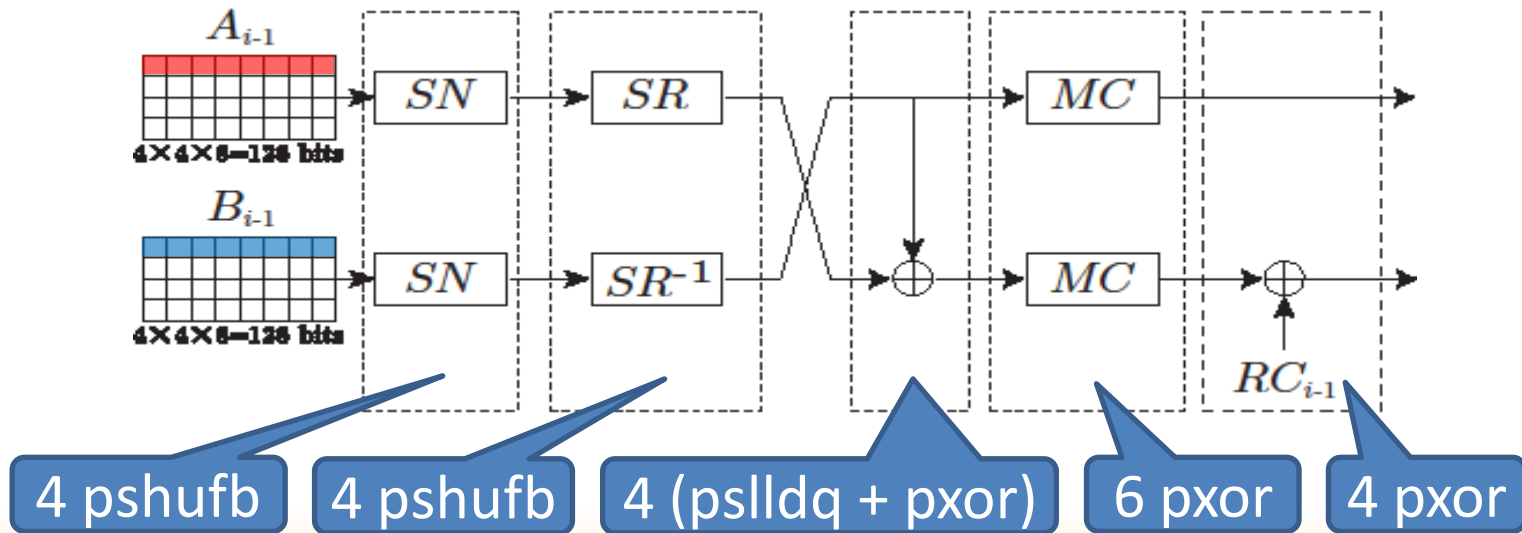 A_{i-1}
SN
SR
MC
4×4×8=128 bits
B_{i-1}
SN
SR^{-1}
MC
4×4×8=128 bits
RC_{i-1}
4 pshufb
4 pshufb
4 (pslldq + pxor)
6 pxor
4 pxor